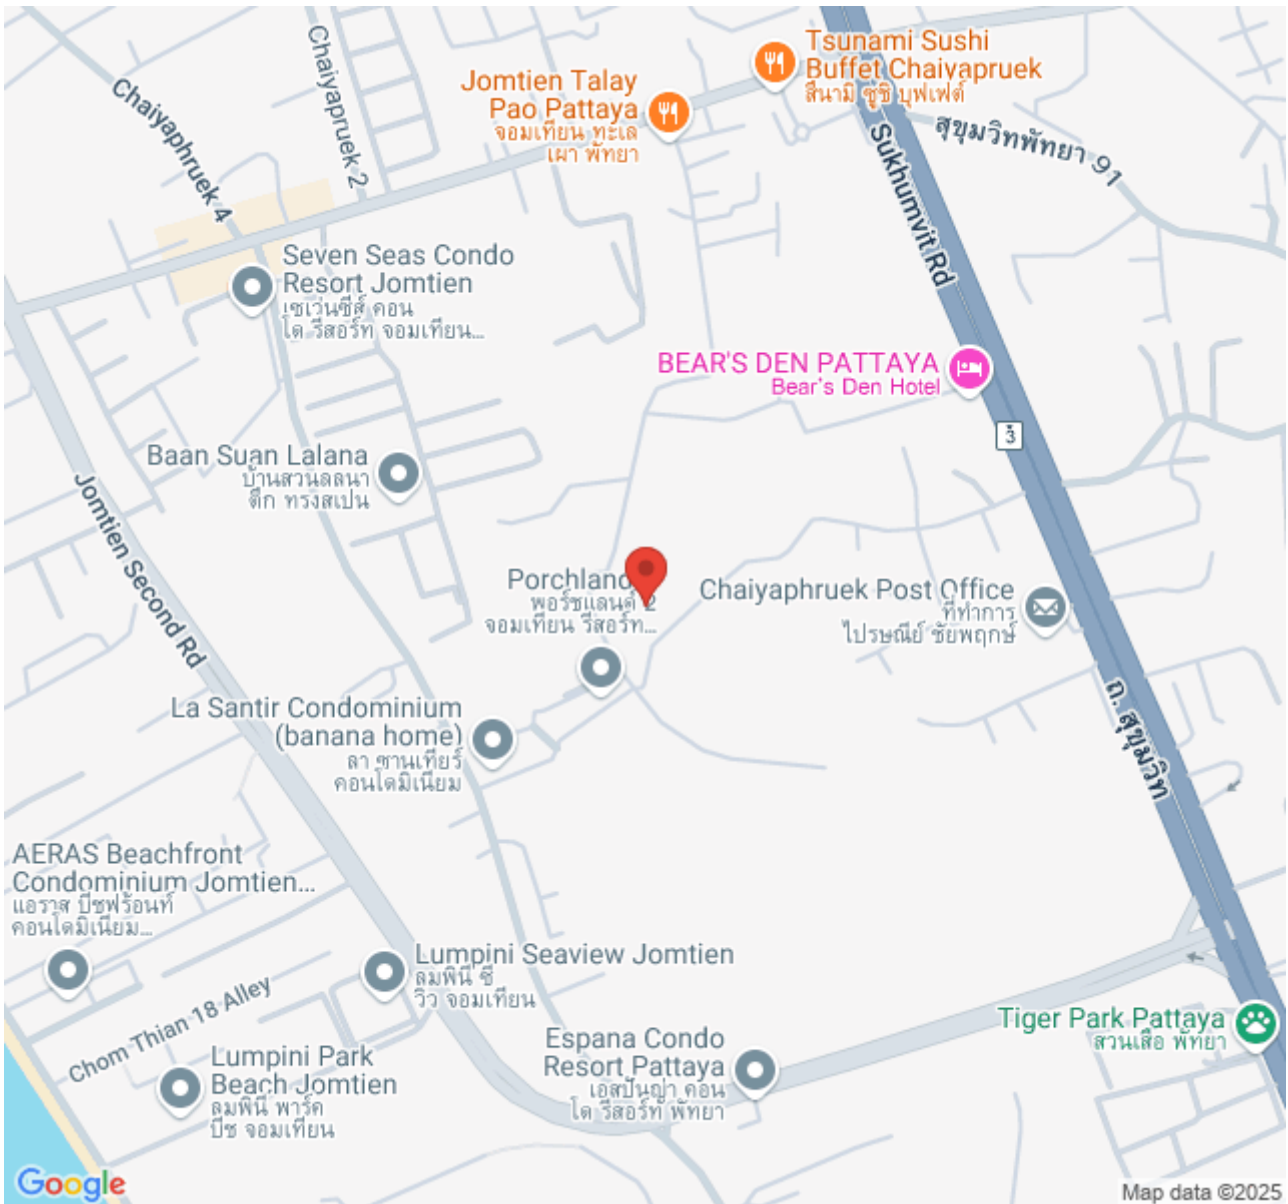 Tsunami Sushi
Buffet Chaiyapruek
สึนามิ ซูชิ บุฟเฟ่ต์
Jomtien Talay
Pao Pattaya
จอมเทียน ทะเล
เผา พัทยา
Chaiyapruek 2
Chaiyaphruek 4
สุขุมวิทพัทยา 91
Sukhumvit Rd
Seven Seas Condo
Resort Jomtien
เซเว่นซีส์ คอน
โด รีสอร์ท จอมเทียน...
BEAR'S DEN PATTAYA
Bear's Den Hotel
3
Baan Suan Lalana
บ้านสวนลลนา
ตึก ทรงสเปน
Jomtien Second Rd
Porchland
พอร์ชแลนด์ 2
จอมเทียน รีสอร์ท...
Chaiyaphruek Post Office
ที่ทำการ
ไปรษณีย์ ชัยพฤกษ์
La Santir Condominium
(banana home)
ลา ซานเทียร์
คอนโดมิเนียม
ถ. สุขุมวิท
AERAS Beachfront
Condominium Jomtien...
แอราส บีชฟร้อนท์
คอนโดมิเนียม...
Lumpini Seaview Jomtien
ลุมพินี ซี
วิว จอมเทียน
Chom Thian 18 Alley
Tiger Park Pattaya
สวนเสือ พัทยา
Espana Condo
Resort Pattaya
เอสปันญ่า คอน
โด รีสอร์ท พัทยา
Lumpini Park
Beach Jomtien
ลุมพินี พาร์ค
บีช จอมเทียน
Google
Map data ©2025